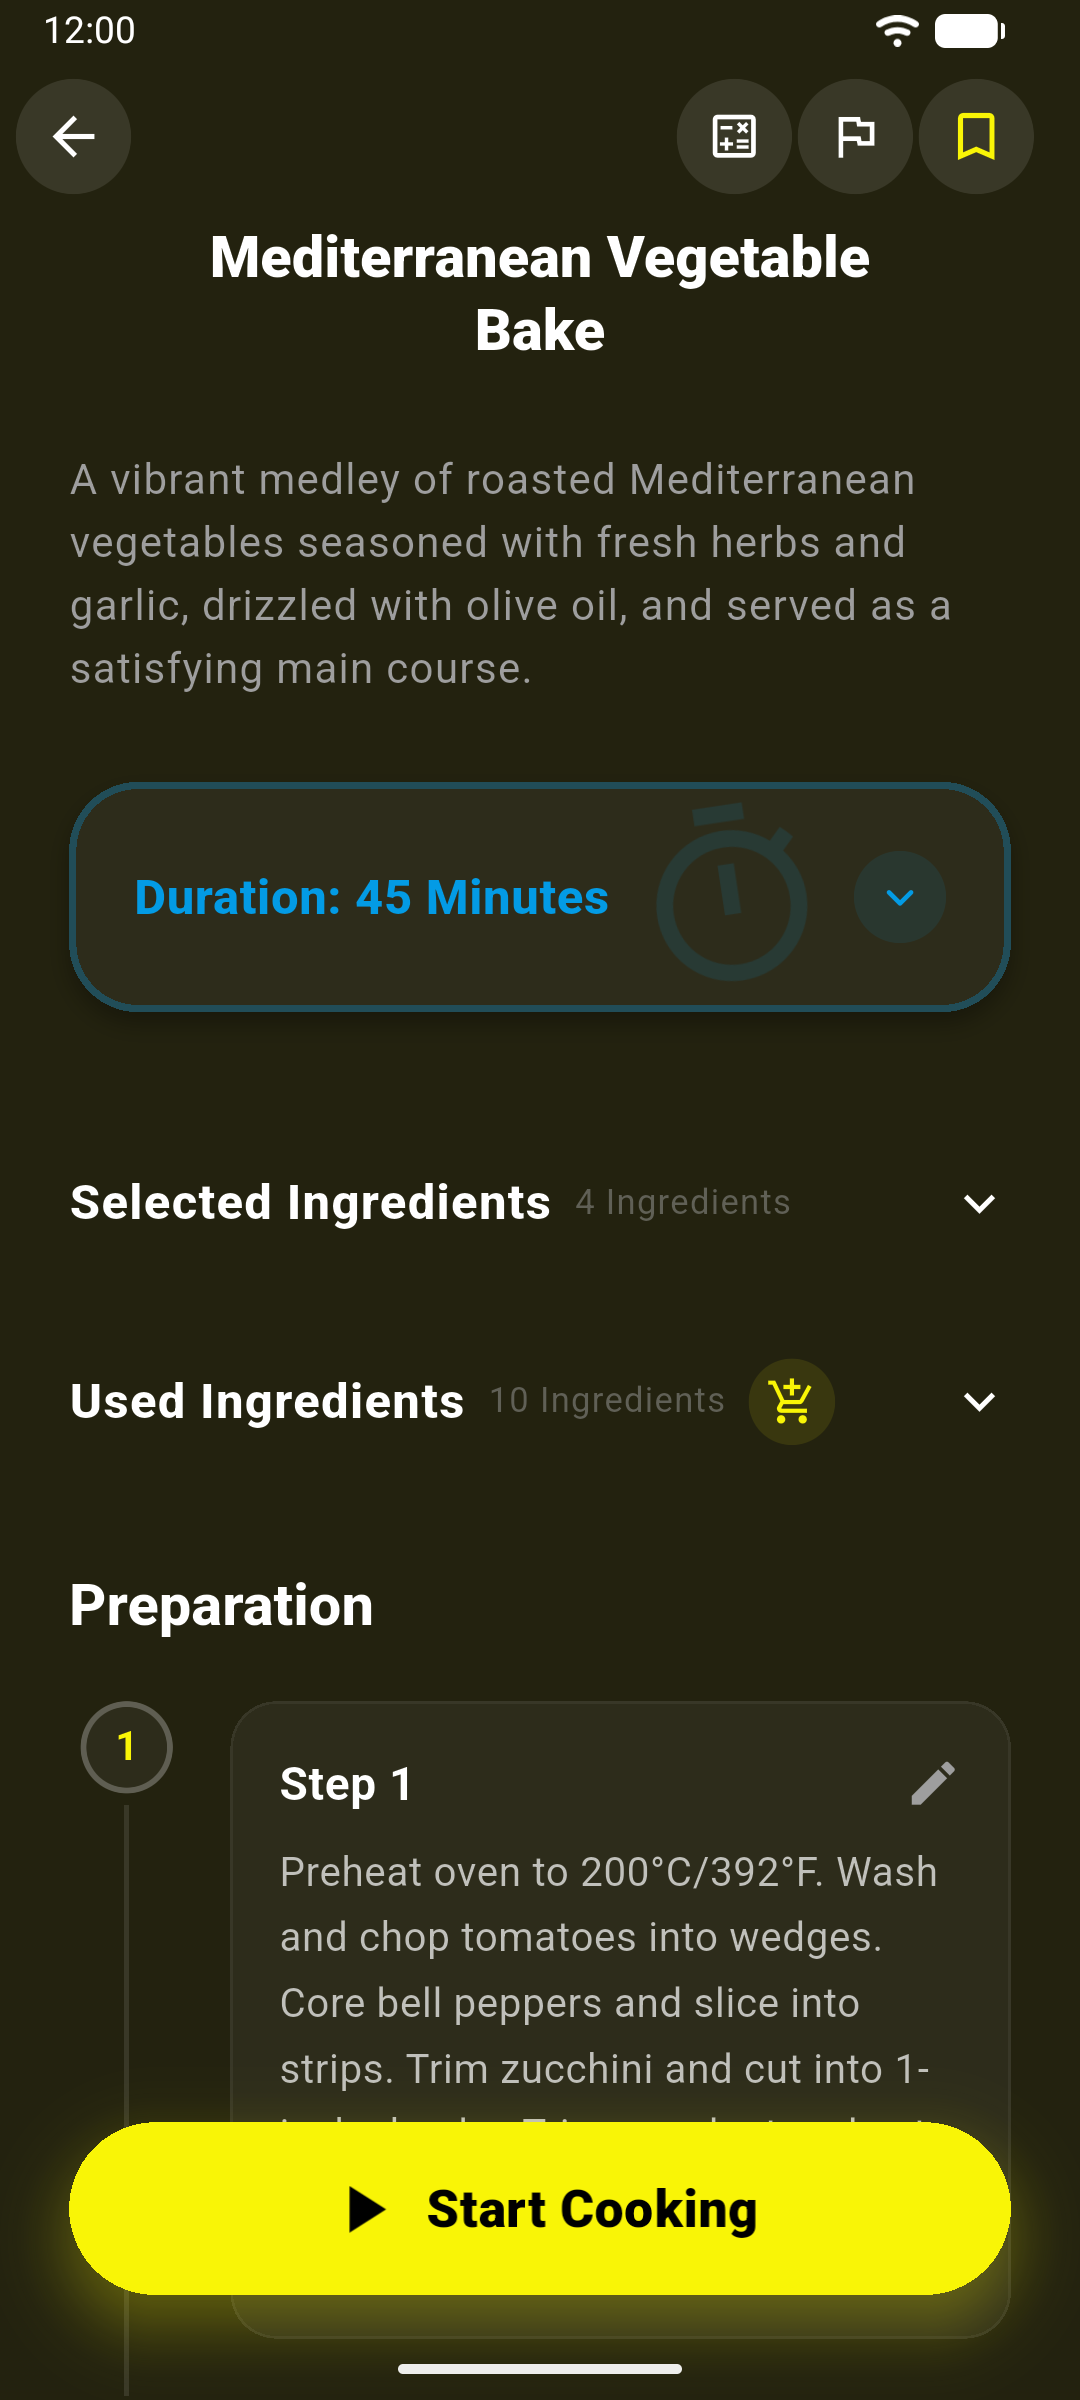 12:00
Mediterranean Vegetable
Bake
A vibrant medley of roasted Mediterranean
vegetables seasoned with fresh herbs and
garlic, drizzled with olive oil, and served as a
satisfying main course.
Duration: 45 Minutes
Selected Ingredients 4 Ingredients
Used Ingredients 10 Ingredients
Preparation
1
Step 1
Preheat oven to 200°C/392°F. Wash
and chop tomatoes into wedges.
Core bell peppers and slice into
strips. Trim zucchini and cut into 1-
Start Cooking